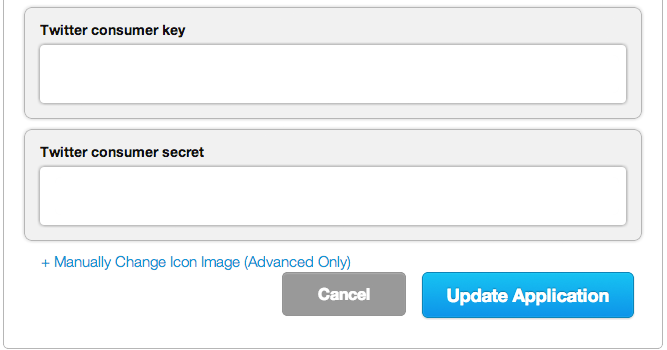 Twitter consumer key
Twitter consumer secret
+ Manually Change Icon Image (Advanced Only)
Cancel
Update Application